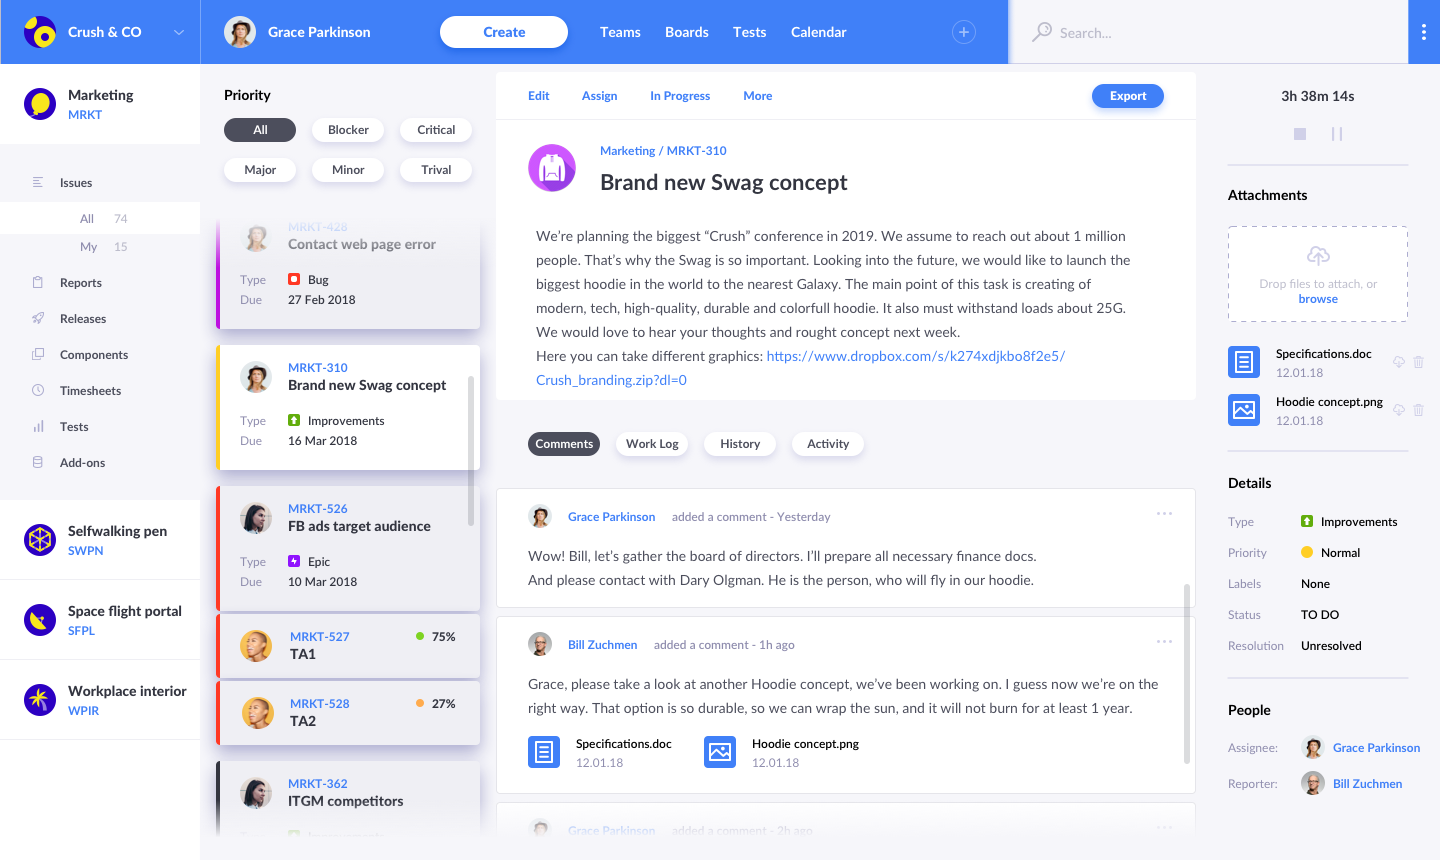 Crush & CO
Grace Parkinson
Create
Teams
Boards
Tests
Calendar
Search...
Marketing
MRKT
Issues
All 74
My 15
Reports
Releases
Components
Timesheets
Tests
Add-ons
Selfwalking pen
SWPN
Space flight portal
SFPL
Workplace interior
WPIR
Priority
All
Blocker
Critical
Major
Minor
Trival
MRKT-428
Contact web page error
Type Bug
Due 27 Feb 2018
MRKT-310
Brand new Swag concept
Type Improvements
Due 16 Mar 2018
MRKT-526
FB ads target audience
Type Epic
Due 10 Mar 2018
MRKT-527 75%
TA1
MRKT-528 27%
TA2
MRKT-362
ITGM competitors
Type Improvements
Edit
Assign
In Progress
More
Export
Marketing / MRKT-310
Brand new Swag concept
We’re planning the biggest “Crush” conference in 2019. We assume to reach out about 1 million
people. That’s why the Swag is so important. Looking into the future, we would like to launch the
biggest hoodie in the world to the nearest Galaxy. The main point of this task is creating of
modern, tech, high-quality, durable and colorfull hoodie. It also must withstand loads about 25G.
We would love to hear your thoughts and rought concept next week.
Here you can take different graphics: https://www.dropbox.com/s/k274xdjkbo8f2e5/
Crush_branding.zip?dl=0
Comments
Work Log
History
Activity
Grace Parkinson added a comment - Yesterday
Wow! Bill, let’s gather the board of directors. I’ll prepare all necessary finance docs.
And please contact with Dary Olgman. He is the person, who will fly in our hoodie.
Bill Zuchmen added a comment - 1h ago
Grace, please take a look at another Hoodie concept, we’ve been working on. I guess now we’re on the
right way. That option is so durable, so we can wrap the sun, and it will not burn for at least 1 year.
Specifications.doc
12.01.18
Hoodie concept.png
12.01.18
Grace Parkinson added a comment - 2h ago
3h 38m 14s
Attachments
Drop files to attach, or
browse
Specifications.doc
12.01.18
Hoodie concept.png
12.01.18
Details
Type Improvements
Priority Normal
Labels None
Status TO DO
Resolution Unresolved
People
Assignee: Grace Parkinson
Reporter: Bill Zuchmen